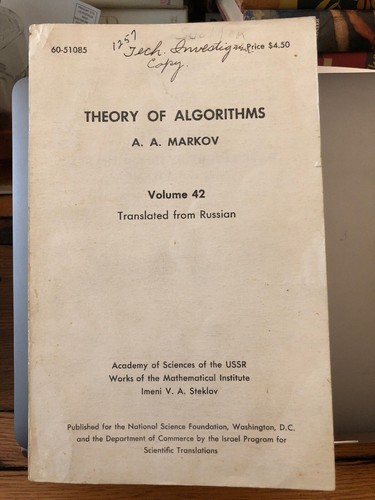 60-51085
1257 Tech. Investig
Price $4.50
Copy.
THEORY OF ALGORITHMS
A. A. MARKOV
Volume 42
Translated from Russian
Academy of Sciences of the USSR
Works of the Mathematical Institute
Imeni V. A. Steklov
Published for the National Science Foundation, Washington, D.C.
and the Department of Commerce by the Israel Program for
Scientific Translations